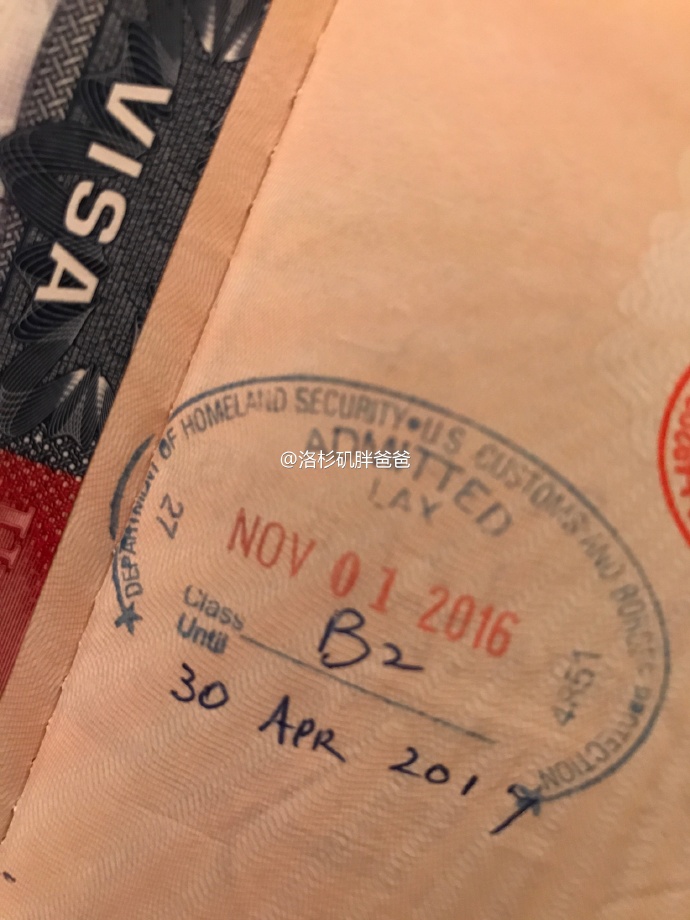 VISA
DEPARTMENT OF HOMELAND SECURITY • U.S. CUSTOMS AND BORDER PROTECTION
@洛杉矶胖爸爸
ADMITTED
LAX
27
NOV 01 2016
Class B2
Until
4851
30 APR 2017